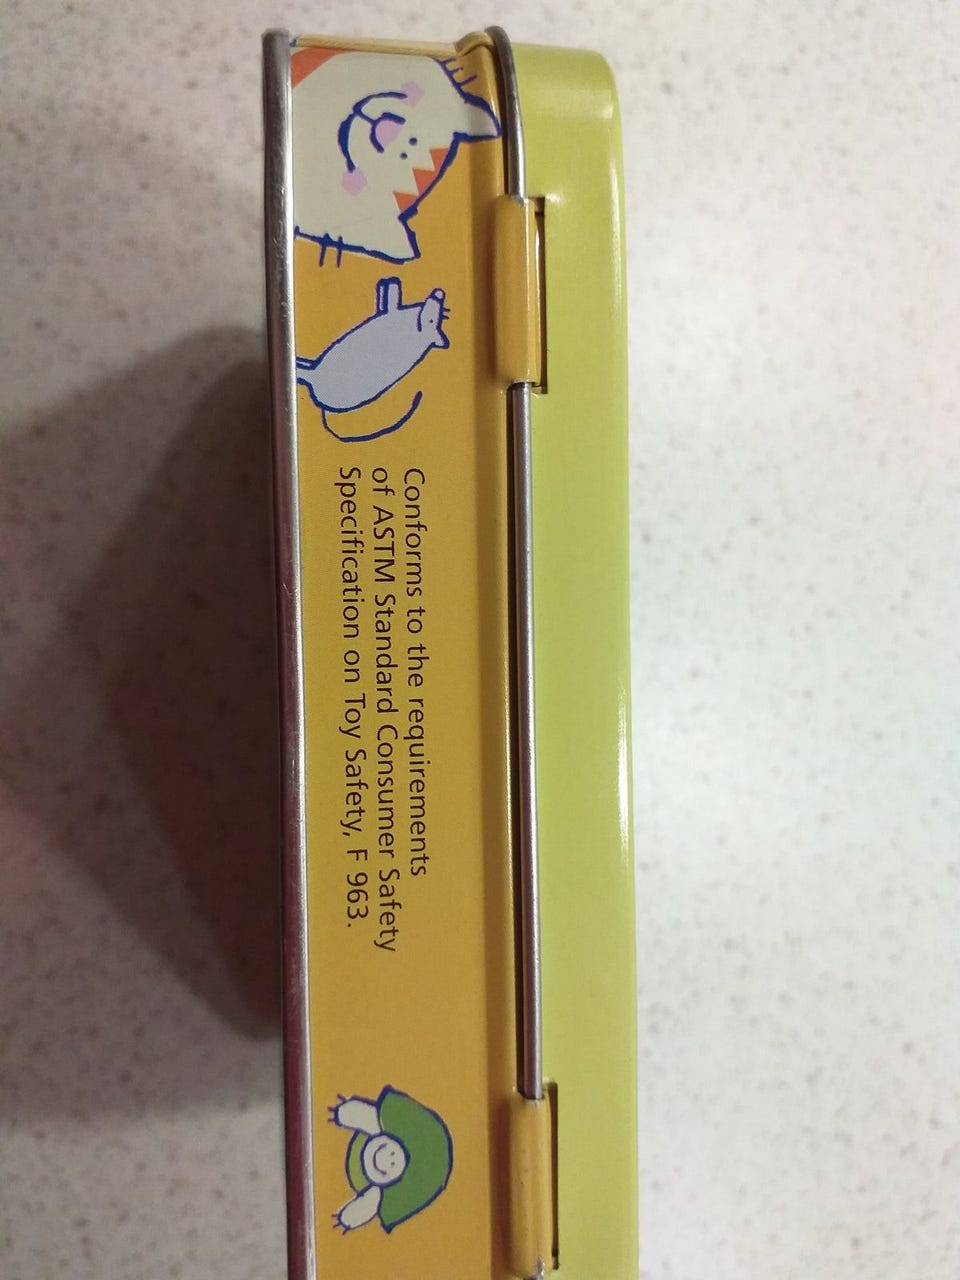 Conforms to the requirements
of ASTM Standard Consumer Safety
Specification on Toy Safety, F 963.